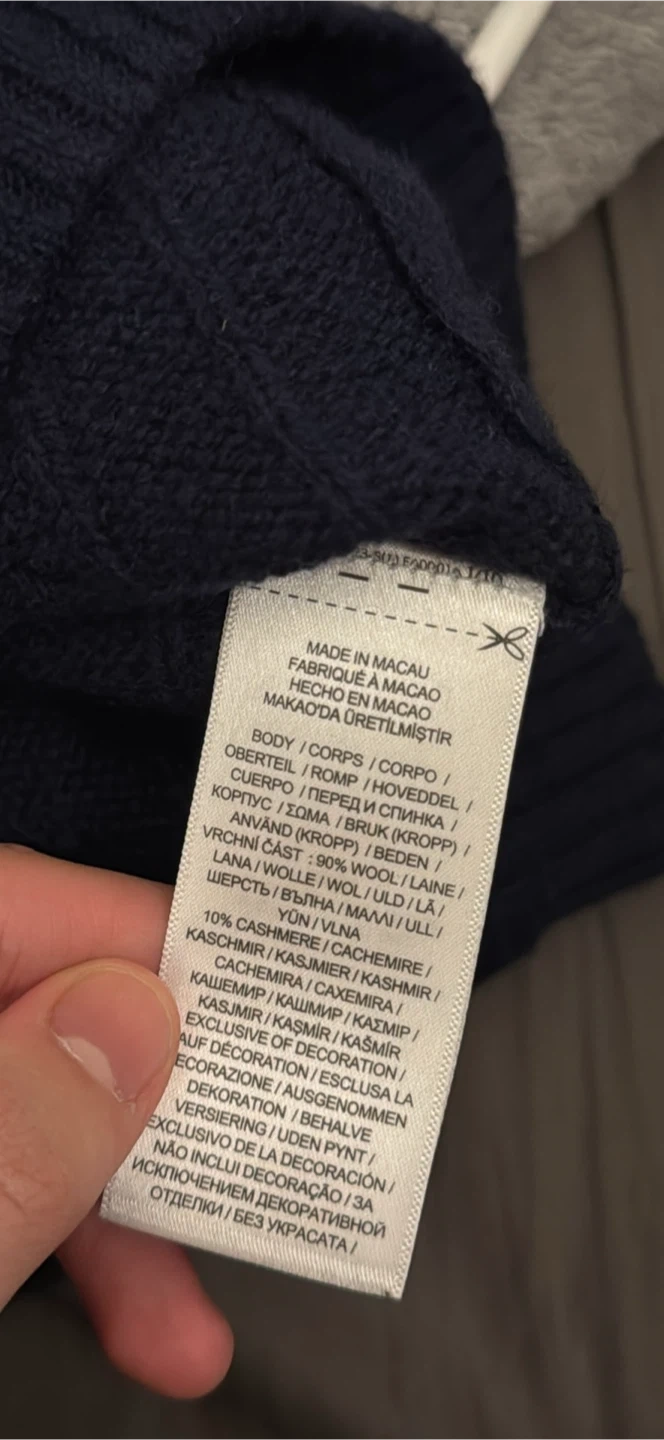 MADE IN MACAU
FABRIQUÉ À MACAO
HECHO EN MACAO
MAKAO'DA ÜRETİLMİŞTİR
BODY / CORPS / CORPO /
OBERTEIL / ROMP / HOVEDDEL /
CUERPO / ПЕРЕД И СПИНКА /
КОРПУС / ΣΩΜΑ / BRUK (KROPP) /
ANVÄND (KROPP) / BEDEN /
VRCHNÍ ČÁST : 90% WOOL / LAINE /
LANA / WOLLE / WOL / ULD / LÃ /
ШЕРСТЬ / ВЪЛНА / ΜΑΛΛΙ / ULL /
YÜN / VLNA
10% CASHMERE / CACHEMIRE /
KASCHMIR / KASJMIER / KASHMIR /
CACHEMIRA / CAXEMIRA /
КАШЕМИР / КАШМИР / ΚΑΣΜΙΡ /
KASJMIR / KAŞMİR / KAŠMÍR
EXCLUSIVE OF DECORATION /
AUF DÉCORATION / ESCLUSA LA
ECORAZIONE / AUSGENOMMEN
DEKORATION / BEHALVE
VERSIERING / UDEN PYNT /
EXCLUSIVO DE LA DECORACIÓN /
NÃO INCLUI DECORAÇÃO / ЗА
ИСКЛЮЧЕНИЕМ ДЕКОРАТИВНОЙ
ОТДЕЛКИ / БЕЗ УКРАСАТА /